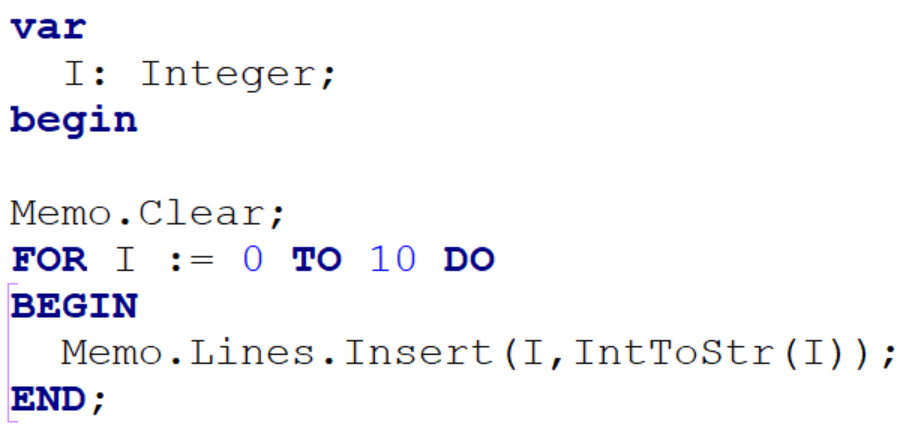 var
  I: Integer;
begin
Memo.Clear;
FOR I := 0 TO 10 DO
BEGIN
  Memo.Lines.Insert(I,IntToStr(I));
END;